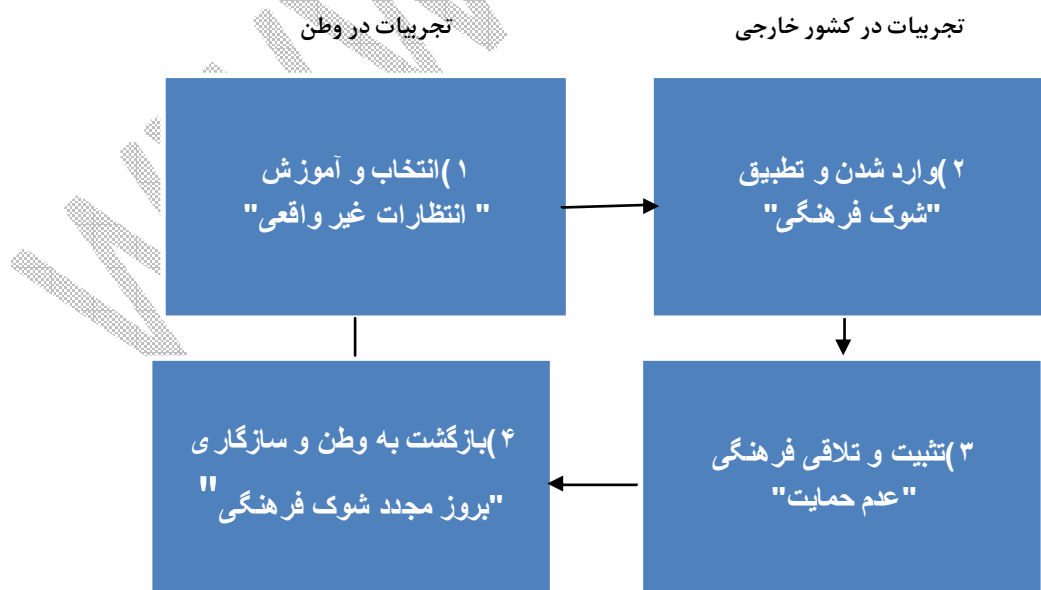 تجربیات در کشور خارجی
تجربیات در وطن
۱)انتخاب و آموزش
" انتظارات غیر واقعی"
۲)وارد شدن و تطبیق
"شوک فرهنگی"
۳)تثبیت و تلاقی فرهنگی
"عدم حمایت"
۴)بازگشت به وطن و سازگاری
"بروز مجدد شوک فرهنگی"